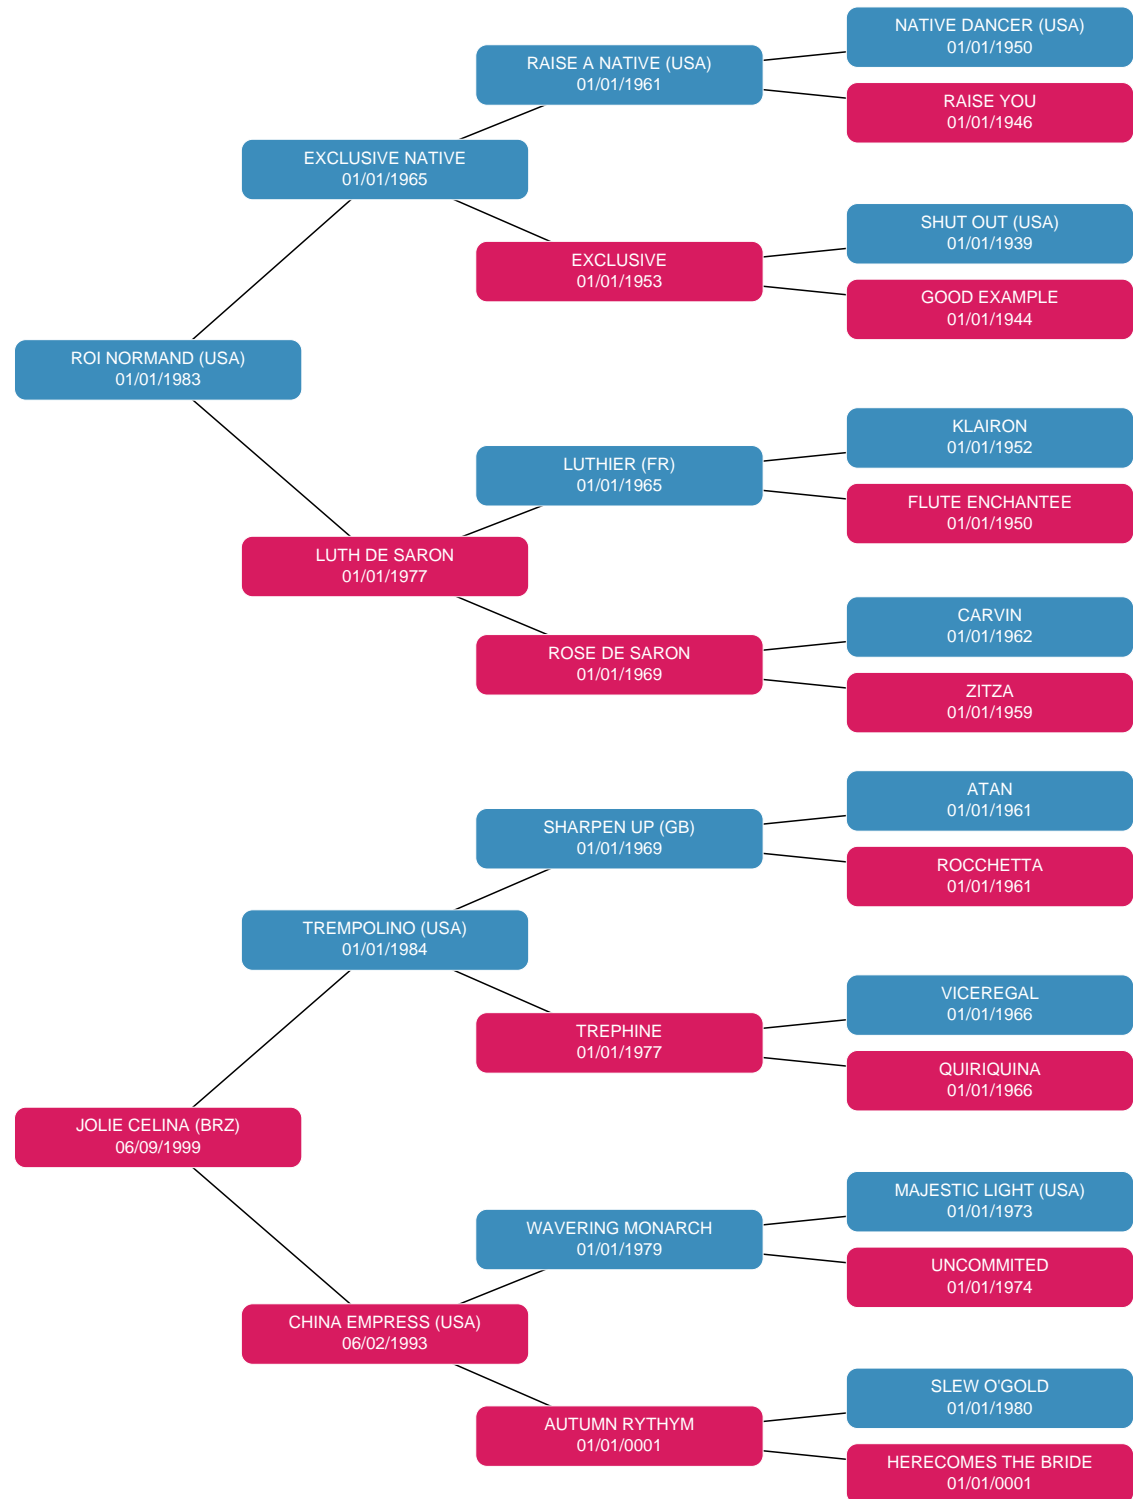 NATIVE DANCER (USA)
01/01/1950
RAISE A NATIVE (USA)
01/01/1961
RAISE YOU
01/01/1946
EXCLUSIVE NATIVE
01/01/1965
SHUT OUT (USA)
01/01/1939
EXCLUSIVE
01/01/1953
GOOD EXAMPLE
01/01/1944
ROI NORMAND (USA)
01/01/1983
KLAIRON
01/01/1952
LUTHIER (FR)
01/01/1965
FLUTE ENCHANTEE
01/01/1950
LUTH DE SARON
01/01/1977
CARVIN
01/01/1962
ROSE DE SARON
01/01/1969
ZITZA
01/01/1959
ATAN
01/01/1961
SHARPEN UP (GB)
01/01/1969
ROCCHETTA
01/01/1961
TREMPOLINO (USA)
01/01/1984
VICEREGAL
01/01/1966
TREPHINE
01/01/1977
QUIRIQUINA
01/01/1966
JOLIE CELINA (BRZ)
06/09/1999
MAJESTIC LIGHT (USA)
01/01/1973
WAVERING MONARCH
01/01/1979
UNCOMMITED
01/01/1974
CHINA EMPRESS (USA)
06/02/1993
SLEW O'GOLD
01/01/1980
AUTUMN RYTHYM
01/01/0001
HERECOMES THE BRIDE
01/01/0001